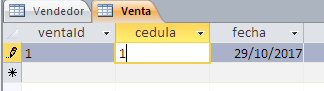 Vendedor Venta
ventaId cedula fecha
1 1 29/10/2017